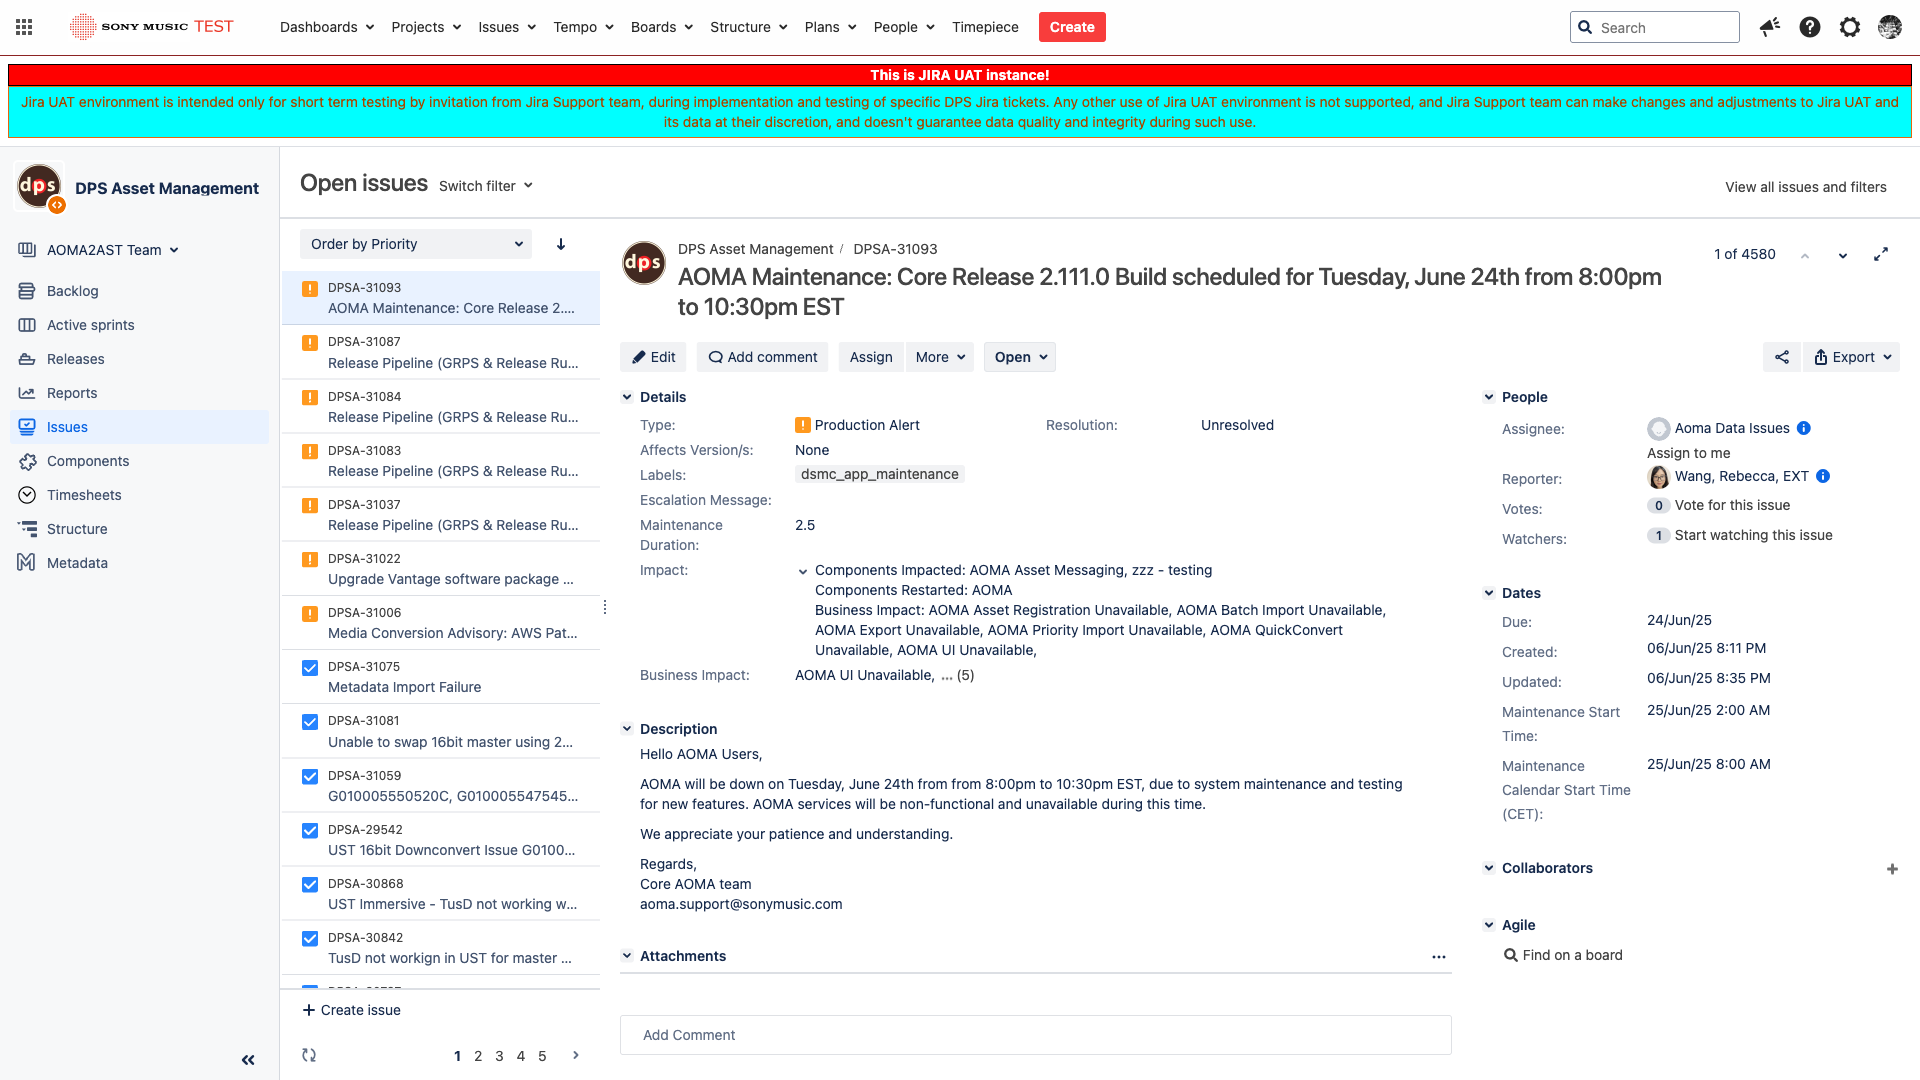 SONY MUSIC TEST
Dashboards Projects Issues Tempo Boards Structure Plans People Timepiece Create
Search
This is JIRA UAT instance!
Jira UAT environment is intended only for short term testing by invitation from Jira Support team, during implementation and testing of specific DPS Jira tickets. Any other use of Jira UAT environment is not supported, and Jira Support team can make changes and adjustments to Jira UAT and
its data at their discretion, and doesn't guarantee data quality and integrity during such use.
dps
DPS Asset Management
AOMA2AST Team
Backlog
Active sprints
Releases
Reports
Issues
Components
Timesheets
Structure
Metadata
Open issues Switch filter
View all issues and filters
Order by Priority
DPSA-31093
AOMA Maintenance: Core Release 2....
DPSA-31087
Release Pipeline (GRPS & Release Ru...
DPSA-31084
Release Pipeline (GRPS & Release Ru...
DPSA-31083
Release Pipeline (GRPS & Release Ru...
DPSA-31037
Release Pipeline (GRPS & Release Ru...
DPSA-31022
Upgrade Vantage software package ...
DPSA-31006
Media Conversion Advisory: AWS Pat...
DPSA-31075
Metadata Import Failure
DPSA-31081
Unable to swap 16bit master using 2...
DPSA-31059
G010005550520C, G010005547545...
DPSA-29542
UST 16bit Downconvert Issue G0100...
DPSA-30868
UST Immersive - TusD not working w...
DPSA-30842
TusD not workign in UST for master ...
Create issue
1 2 3 4 5
dps
DPS Asset Management / DPSA-31093
AOMA Maintenance: Core Release 2.111.0 Build scheduled for Tuesday, June 24th from 8:00pm
to 10:30pm EST
1 of 4580
Edit Add comment Assign More Open Export
Details
Type: Production Alert Resolution: Unresolved
Affects Version/s: None
Labels: dsmc_app_maintenance
Escalation Message:
Maintenance 2.5
Duration:
Impact: Components Impacted: AOMA Asset Messaging, zzz - testing
Components Restarted: AOMA
Business Impact: AOMA Asset Registration Unavailable, AOMA Batch Import Unavailable,
AOMA Export Unavailable, AOMA Priority Import Unavailable, AOMA QuickConvert
Unavailable, AOMA UI Unavailable,
Business Impact: AOMA UI Unavailable, ... (5)
Description
Hello AOMA Users,
AOMA will be down on Tuesday, June 24th from from 8:00pm to 10:30pm EST, due to system maintenance and testing
for new features. AOMA services will be non-functional and unavailable during this time.
We appreciate your patience and understanding.
Regards,
Core AOMA team
aoma.support@sonymusic.com
Attachments
Add Comment
People
Assignee: Aoma Data Issues
Assign to me
Reporter: Wang, Rebecca, EXT
Votes: 0 Vote for this issue
Watchers: 1 Start watching this issue
Dates
Due: 24/Jun/25
Created: 06/Jun/25 8:11 PM
Updated: 06/Jun/25 8:35 PM
Maintenance Start 25/Jun/25 2:00 AM
Time:
Maintenance 25/Jun/25 8:00 AM
Calendar Start Time
(CET):
Collaborators
Agile
Find on a board